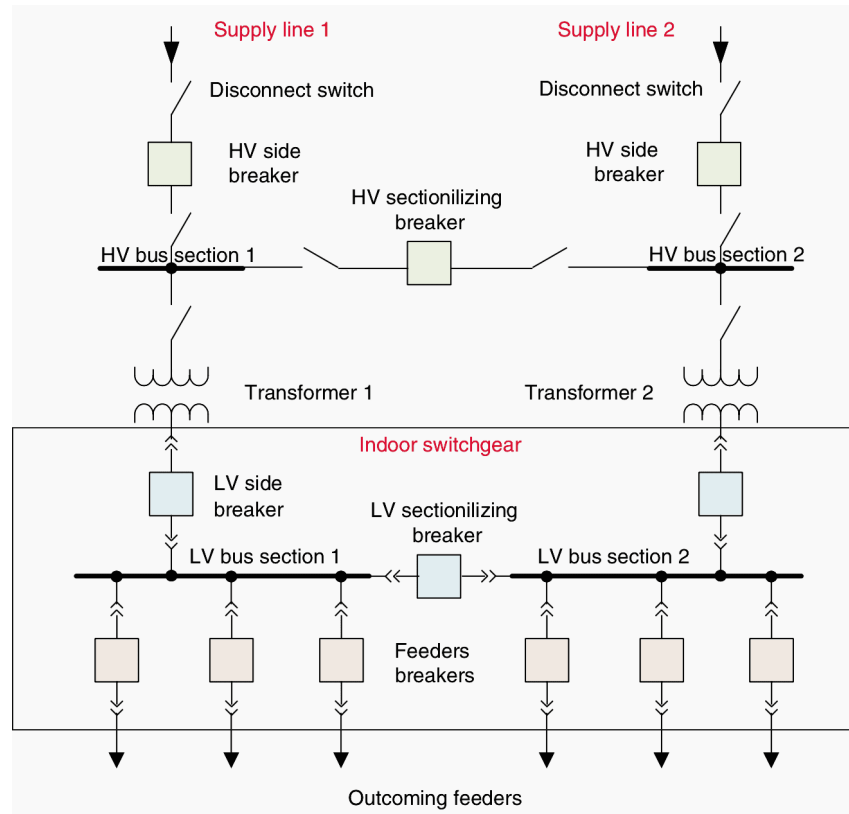 Supply line 1
Supply line 2
Disconnect switch
Disconnect switch
HV side
breaker
HV side
breaker
HV sectionilizing
breaker
HV bus section 1
HV bus section 2
Transformer 1
Transformer 2
Indoor switchgear
LV side
breaker
LV sectionilizing
breaker
LV bus section 1
LV bus section 2
Feeders
breakers
Outcoming feeders